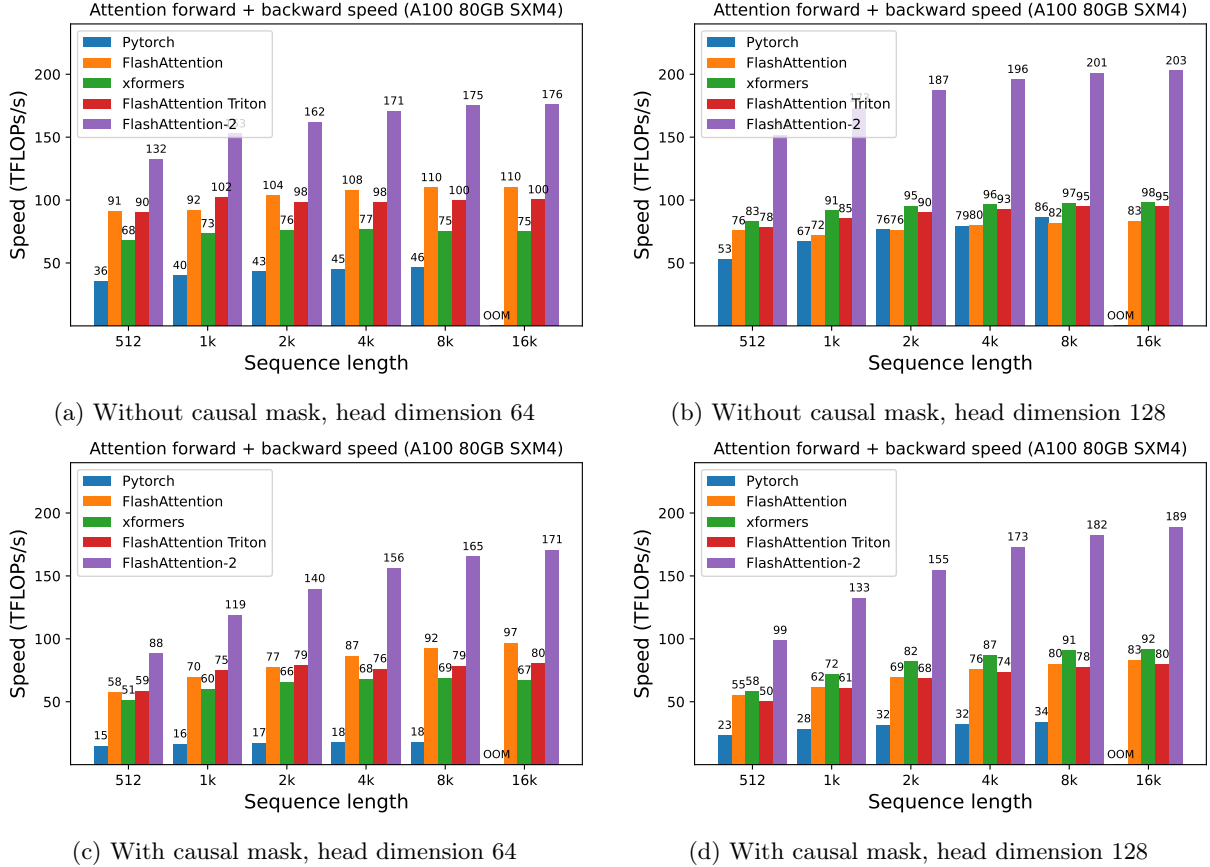 Attention forward + backward speed (A100 80GB SXM4)
Pytorch
FlashAttention
xformers
FlashAttention Triton
FlashAttention-2
Speed (TFLOPs/s)
200
150
100
50
36 91 68 90 132
40 92 73 102 153
43 104 76 98 162
45 108 77 98 171
46 110 75 100 175
OOM 110 75 100 176
512 1k 2k 4k 8k 16k
Sequence length
(a) Without causal mask, head dimension 64
Attention forward + backward speed (A100 80GB SXM4)
Pytorch
FlashAttention
xformers
FlashAttention Triton
FlashAttention-2
Speed (TFLOPs/s)
200
150
100
50
53 76 83 78
67 72 91 85 173
76 76 95 90 187
79 80 96 93 196
86 82 97 95 201
OOM 83 98 95 203
512 1k 2k 4k 8k 16k
Sequence length
(b) Without causal mask, head dimension 128
Attention forward + backward speed (A100 80GB SXM4)
Pytorch
FlashAttention
xformers
FlashAttention Triton
FlashAttention-2
Speed (TFLOPs/s)
200
150
100
50
15 58 51 59 88
16 70 60 75 119
17 77 66 79 140
18 87 68 76 156
18 92 69 79 165
OOM 97 67 80 171
512 1k 2k 4k 8k 16k
Sequence length
(c) With causal mask, head dimension 64
Attention forward + backward speed (A100 80GB SXM4)
Pytorch
FlashAttention
xformers
FlashAttention Triton
FlashAttention-2
Speed (TFLOPs/s)
200
150
100
50
23 55 58 50 99
28 62 72 61 133
32 69 82 68 155
32 76 87 74 173
34 80 91 78 182
OOM 83 92 80 189
512 1k 2k 4k 8k 16k
Sequence length
(d) With causal mask, head dimension 128